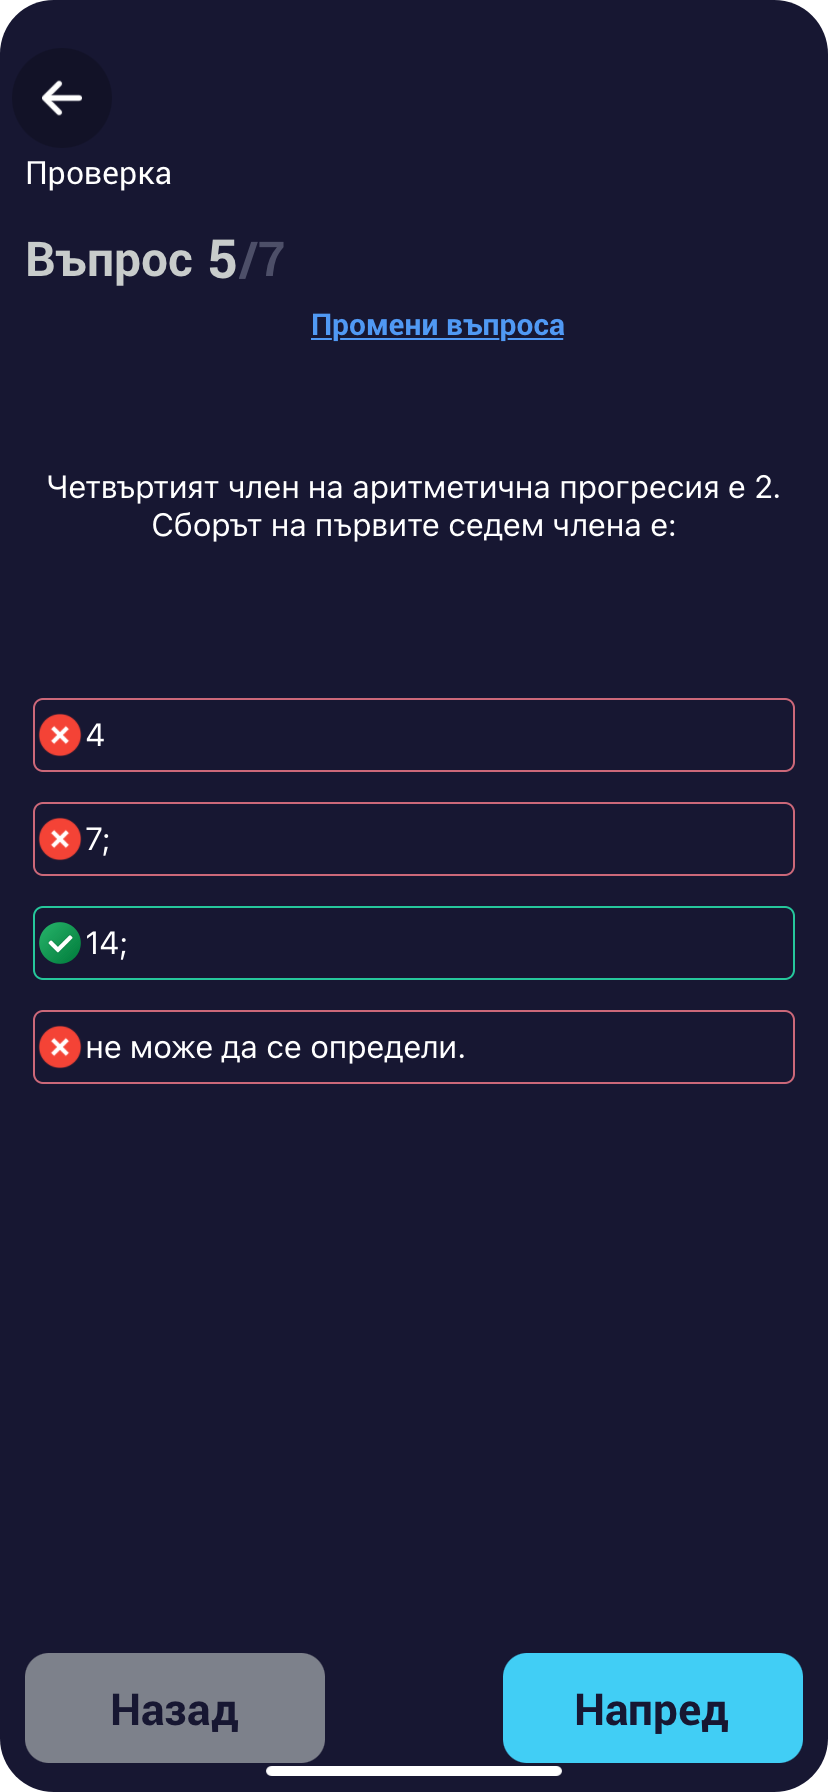 Проверка
Въпрос 5/7
Промени въпроса
Четвъртият член на аритметична прогресия е 2.
Сборът на първите седем члена е:
4
7;
14;
не може да се определи.
Назад
Напред